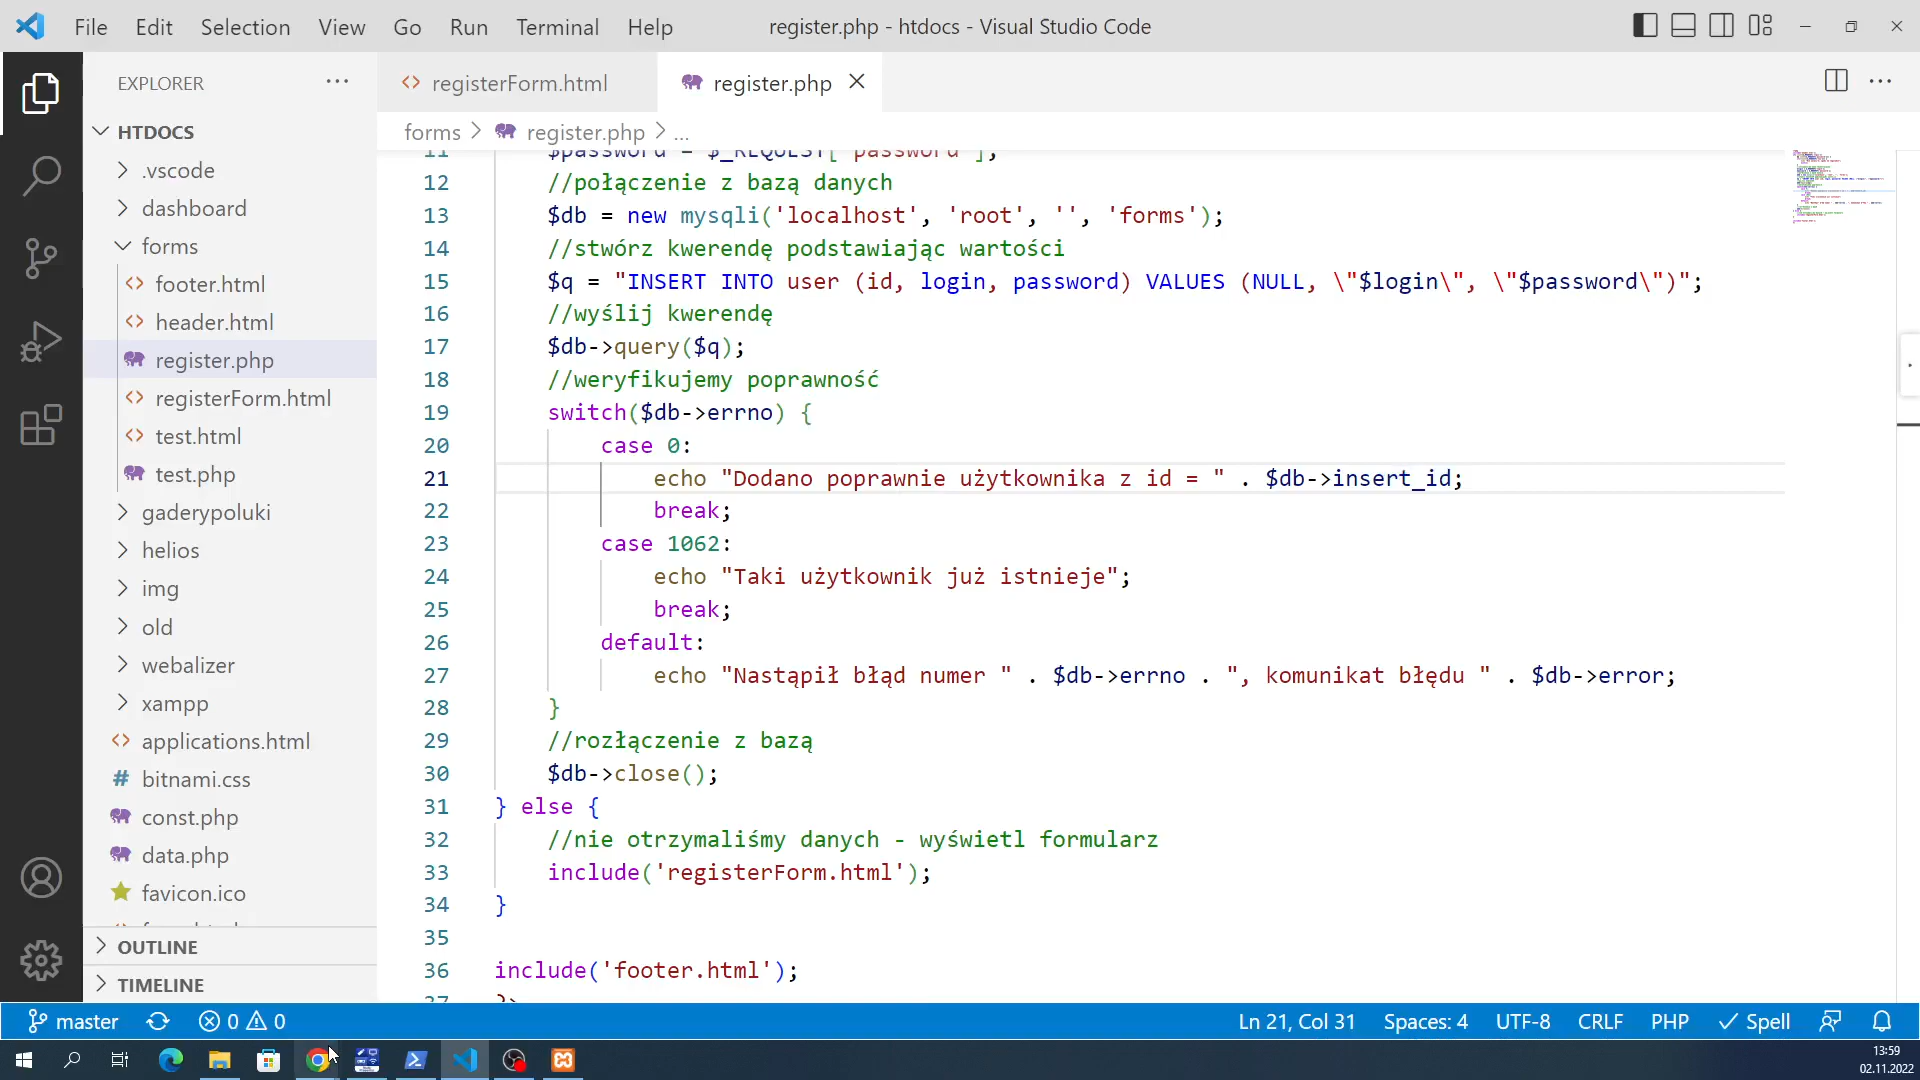 File Edit Selection View Go Run Terminal Help
register.php - htdocs - Visual Studio Code
EXPLORER
HTDOCS
.vscode
dashboard
forms
footer.html
header.html
register.php
registerForm.html
test.html
test.php
gaderypoluki
helios
img
old
webalizer
xampp
applications.html
bitnami.css
const.php
data.php
favicon.ico
OUTLINE
TIMELINE
registerForm.html
register.php
forms > register.php > ...
11 $password = $_REQUEST['password'];
12 //połączenie z bazą danych
13 $db = new mysqli('localhost', 'root', '', 'forms');
14 //stwórz kwerendę podstawiając wartości
15 $q = "INSERT INTO user (id, login, password) VALUES (NULL, \"$login\", \"$password\")";
16 //wyślij kwerendę
17 $db->query($q);
18 //weryfikujemy poprawność
19 switch($db->errno) {
20 case 0:
21 echo "Dodano poprawnie użytkownika z id = " . $db->insert_id;
22 break;
23 case 1062:
24 echo "Taki użytkownik już istnieje";
25 break;
26 default:
27 echo "Nastąpił błąd numer " . $db->errno . ", komunikat błędu " . $db->error;
28 }
29 //rozłączenie z bazą
30 $db->close();
31 } else {
32 //nie otrzymaliśmy danych - wyświetl formularz
33 include('registerForm.html');
34 }
35
36 include('footer.html');
37 ?>
master 0 0
Ln 21, Col 31 Spaces: 4 UTF-8 CRLF PHP Spell
13:59
02.11.2022